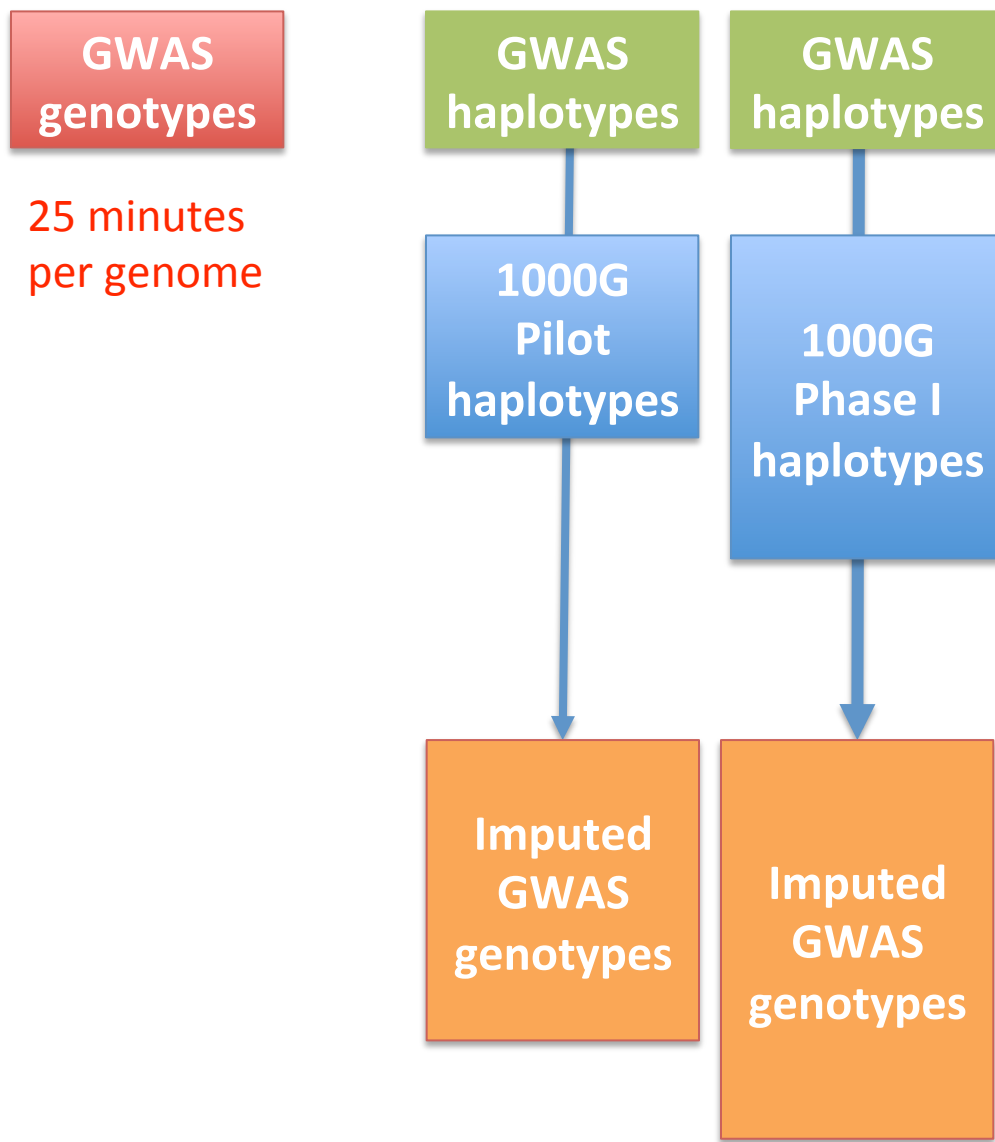 GWAS
genotypes
25 minutes
per genome
GWAS
haplotypes
1000G
Pilot
haplotypes
Imputed
GWAS
genotypes
GWAS
haplotypes
1000G
Phase I
haplotypes
Imputed
GWAS
genotypes